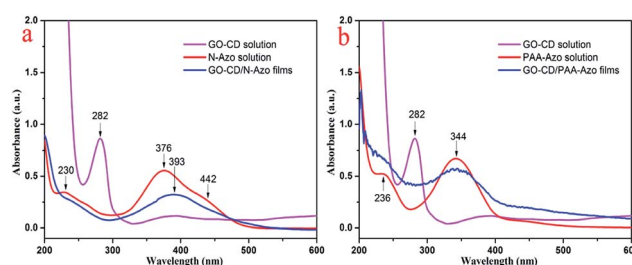 a
Absorbance (a.u.)
2.0
1.5
1.0
0.5
0.0
200
300
400
500
600
Wavelength (nm)
GO-CD solution
N-Azo solution
GO-CD/N-Azo films
230
282
376
393
442
b
Absorbance (a.u.)
2.0
1.5
1.0
0.5
0.0
200
300
400
500
600
Wavelength (nm)
GO-CD solution
PAA-Azo solution
GO-CD/PAA-Azo films
236
282
344